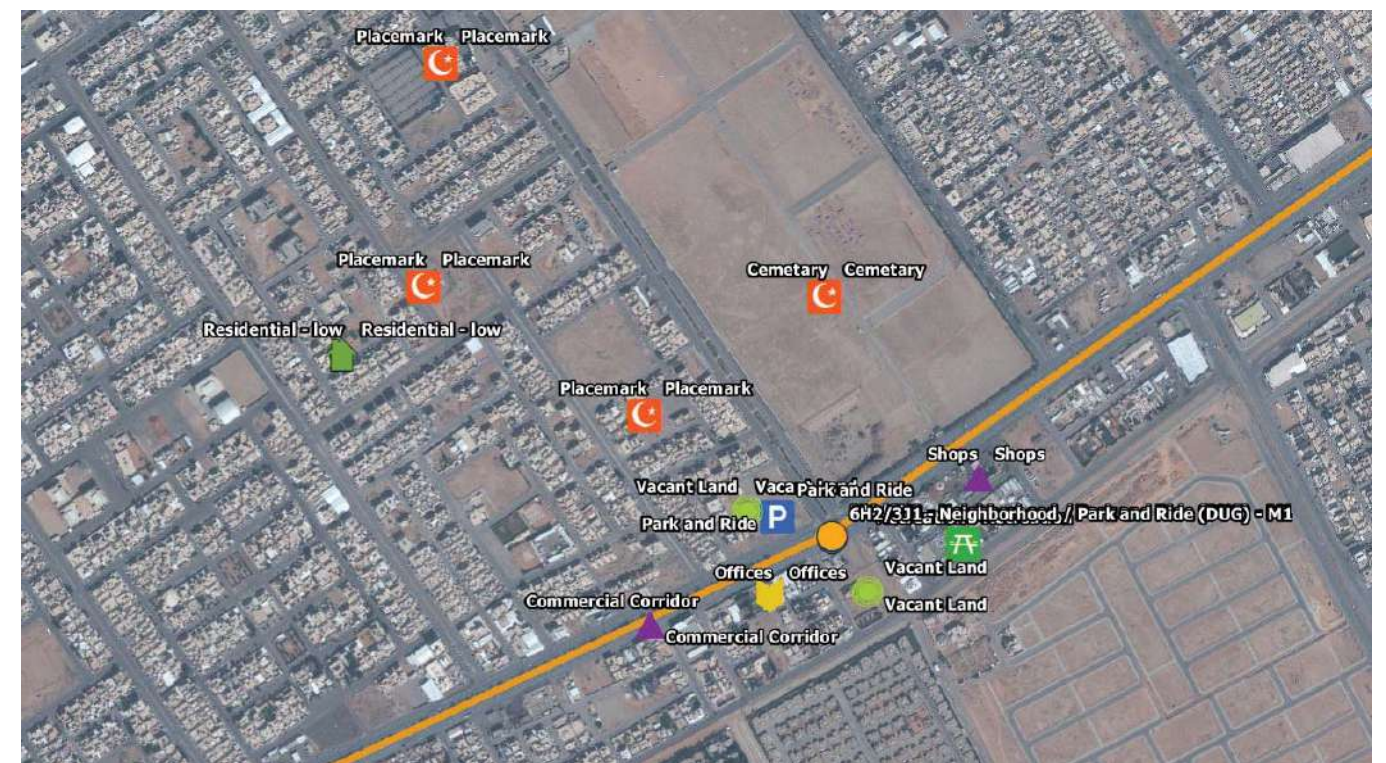 Placemark Placemark
Placemark Placemark
Cemetary Cemetary
Residential - low Residential - low
Placemark Placemark
Shops Shops
Vacant Land
Park and Ride
6H2/3J1 - Neighborhood / Park and Ride (DUG) - M1
Park and Ride
P
Offices Offices
Vacant Land
Commercial Corridor
Vacant Land
Commercial Corridor